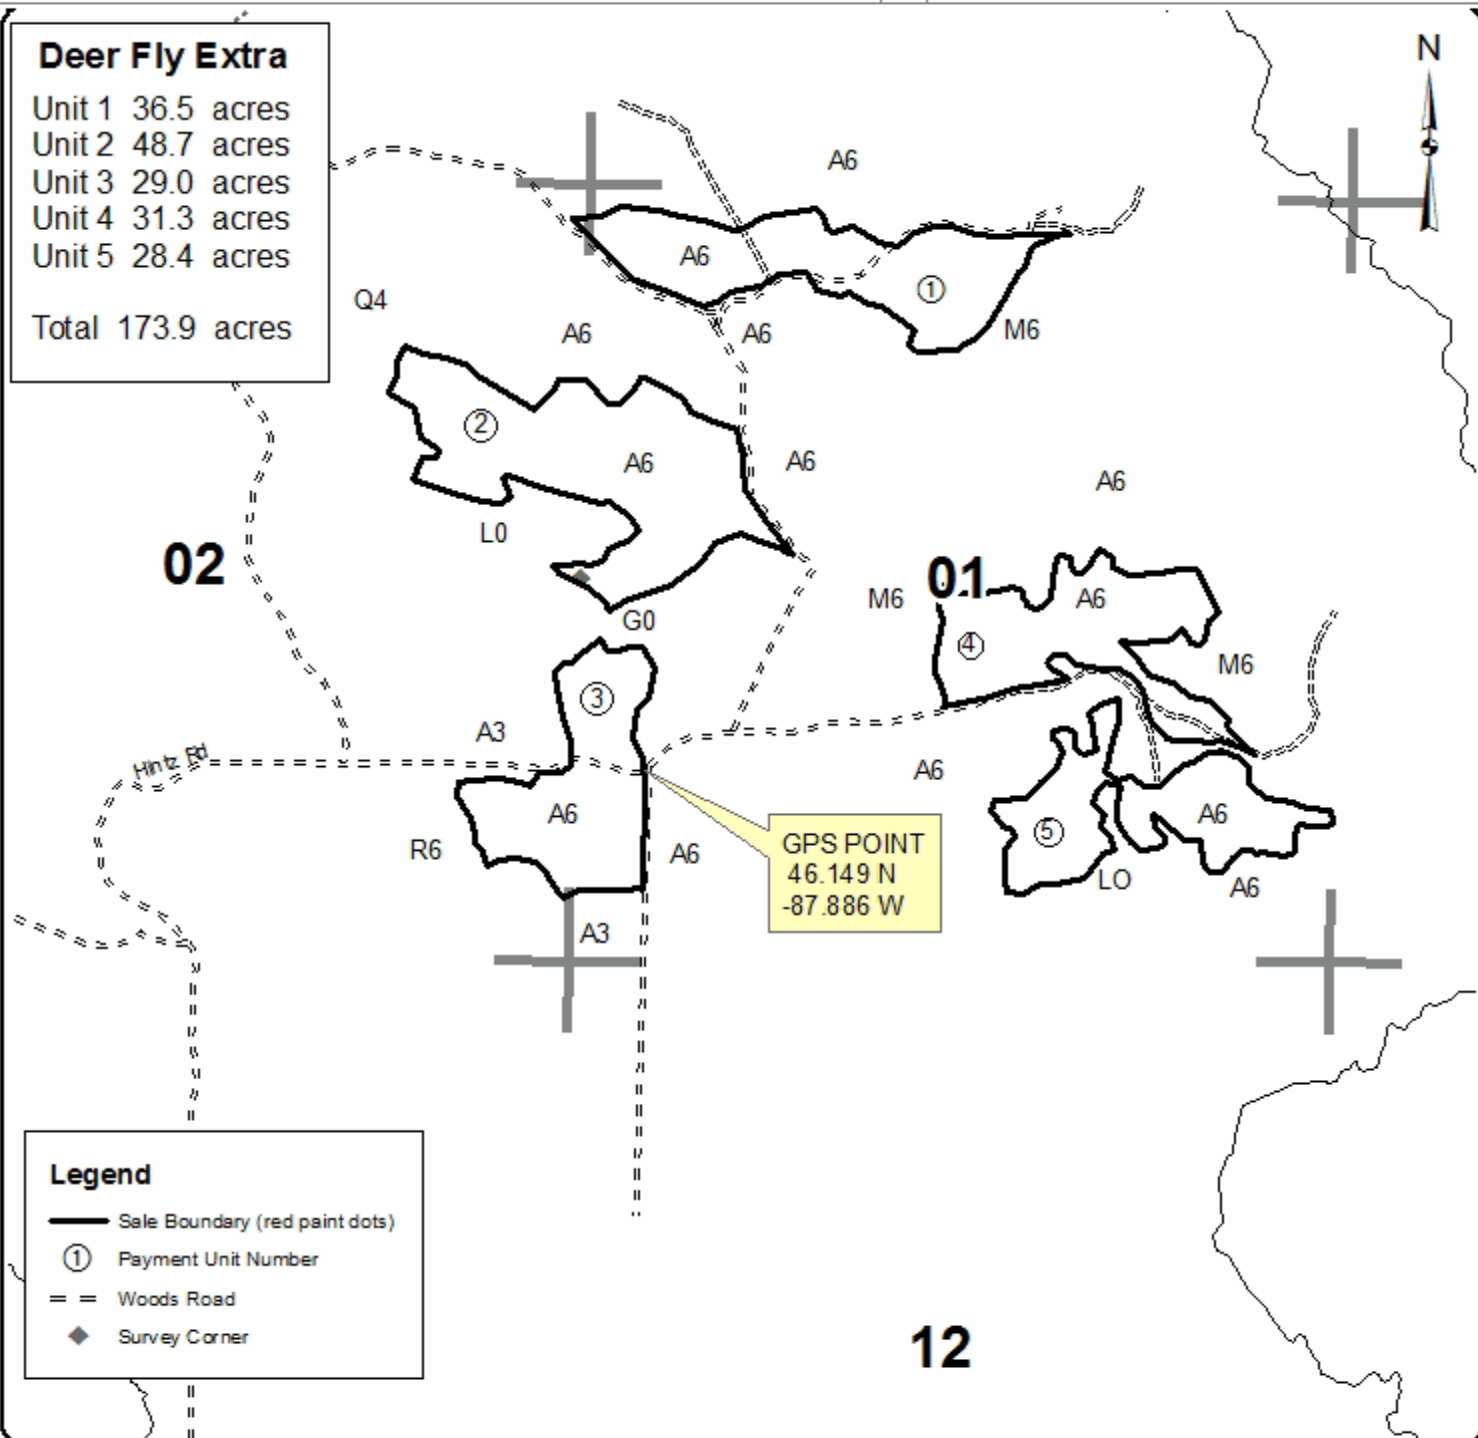 Deer Fly Extra
Unit 1 36.5 acres
Unit 2 48.7 acres
Unit 3 29.0 acres
Unit 4 31.3 acres
Unit 5 28.4 acres
Total 173.9 acres
N
A6
A6
1
Q4
A6
A6
M6
2
A6
A6
A6
L0
02
01
M6
A6
G0
4
M6
3
A3
Hintz Rd
A6
A6
A6
R6
A6
5
LO
A6
GPS POINT
46.149 N
-87.886 W
A3
Legend
Sale Boundary (red paint dots)
1 Payment Unit Number
Woods Road
Survey Corner
12